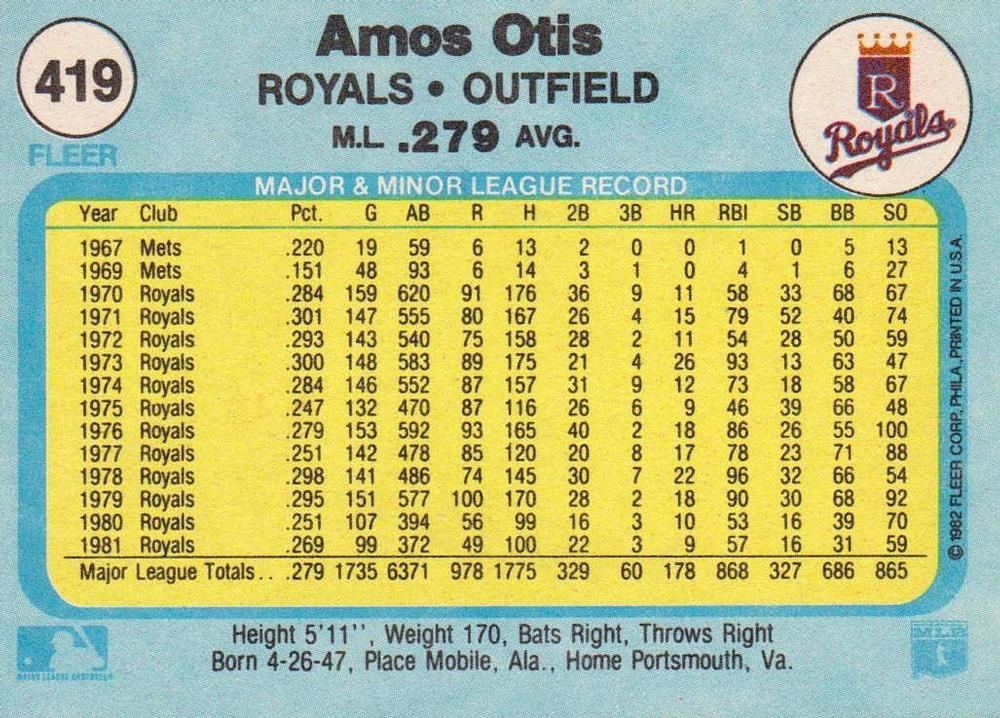 419
Amos Otis
ROYALS • OUTFIELD
M.L. .279 AVG.
FLEER
R
Royals
MAJOR & MINOR LEAGUE RECORD
Year Club Pct. G AB R H 2B 3B HR RBI SB BB SO
1967 Mets .220 19 59 6 13 2 0 0 1 0 5 13
1969 Mets .151 48 93 6 14 3 1 0 4 1 6 27
1970 Royals .284 159 620 91 176 36 9 11 58 33 68 67
1971 Royals .301 147 555 80 167 26 4 15 79 52 40 74
1972 Royals .293 143 540 75 158 28 2 11 54 28 50 59
1973 Royals .300 148 583 89 175 21 4 26 93 13 63 47
1974 Royals .284 146 552 87 157 31 9 12 73 18 58 67
1975 Royals .247 132 470 87 116 26 6 9 46 39 66 48
1976 Royals .279 153 592 93 165 40 2 18 86 26 55 100
1977 Royals .251 142 478 85 120 20 8 17 78 23 71 88
1978 Royals .298 141 486 74 145 30 7 22 96 32 66 54
1979 Royals .295 151 577 100 170 28 2 18 90 30 68 92
1980 Royals .251 107 394 56 99 16 3 10 53 16 39 70
1981 Royals .269 99 372 49 100 22 3 9 57 16 31 59
Major League Totals.. .279 1735 6371 978 1775 329 60 178 868 327 686 865
© 1982 FLEER CORP. PHILA., PRINTED IN U.S.A.
Height 5'11'', Weight 170, Bats Right, Throws Right
Born 4-26-47, Place Mobile, Ala., Home Portsmouth, Va.
MAJOR LEAGUE BASEBALL